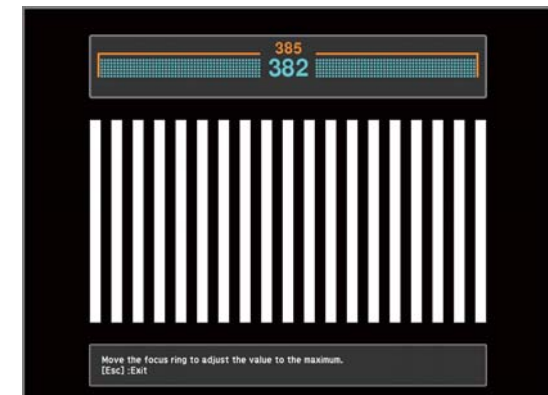 385
382
Move the focus ring to adjust the value to the maximum.
[Esc] :Exit